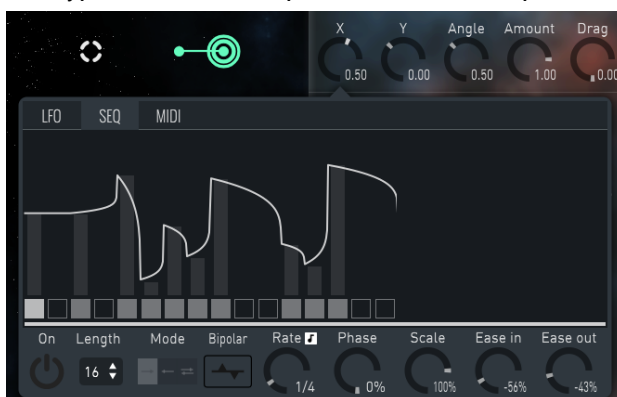 X Y Angle Amount Drag
0.50 0.00 0.50 1.00 0.00
LFO SEQ MIDI
On Length Mode Bipolar Rate Phase Scale Ease in Ease out
16 1/4 0% 100% -56% -43%